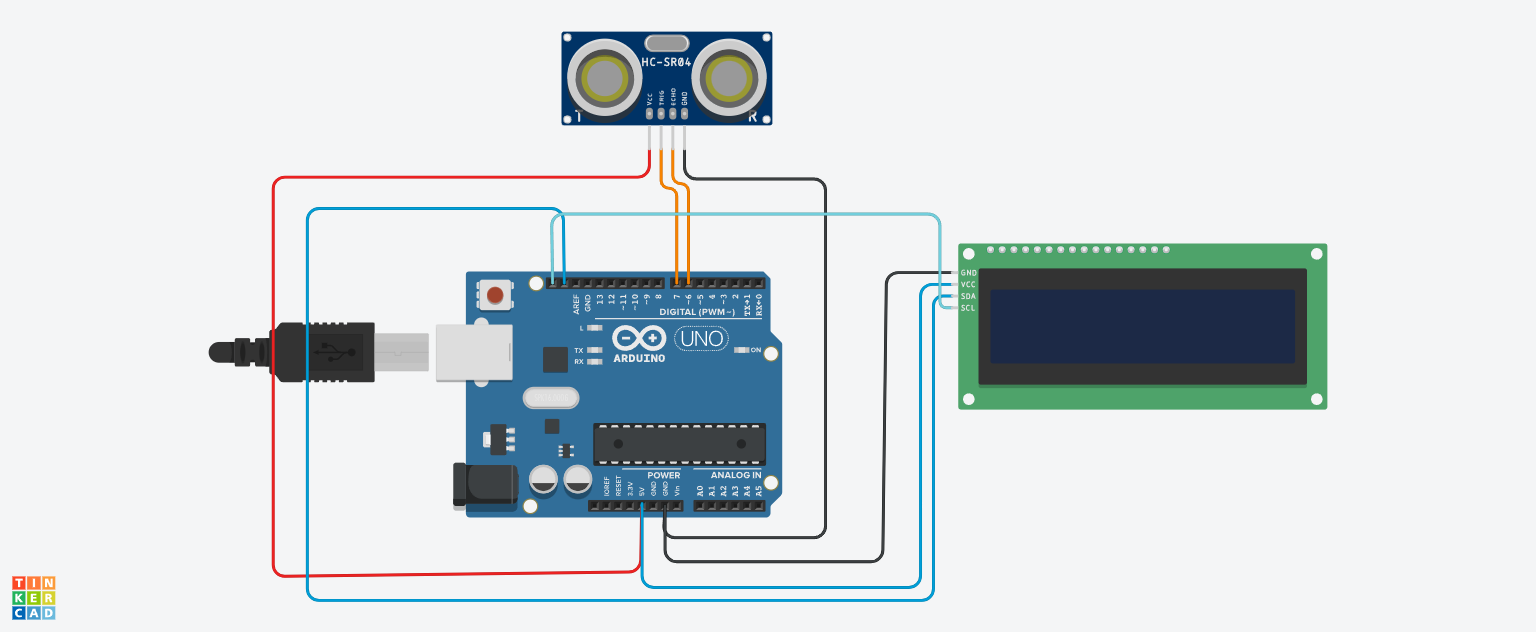 HC-SR04
VCC
TRIG
ECHO
GND
T
R
AREF
GND
13
12
~11
~10
~9
8
7
~6
~5
4
~3
2
TX→1
RX←0
DIGITAL (PWM~)
L
TX
RX
ARDUINO
UNO
ON
GND
VCC
SDA
SCL
POWER
ANALOG IN
IOREF
RESET
3.3V
5V
GND
GND
Vin
A0
A1
A2
A3
A4
A5
TIN
KER
CAD